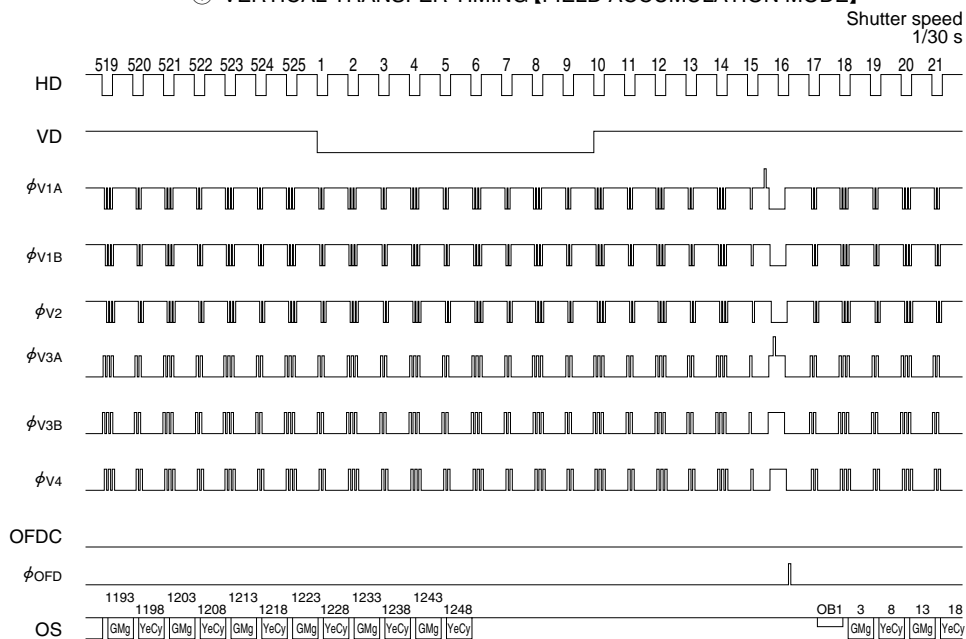 ④ VERTICAL TRANSFER TIMING【FIELD ACCUMULATION MODE】
Shutter speed
1/30 s
519 520 521 522 523 524 525 1 2 3 4 5 6 7 8 9 10 11 12 13 14 15 16 17 18 19 20 21
HD
VD
ϕV1A
ϕV1B
ϕV2
ϕV3A
ϕV3B
ϕV4
OFDC
ϕOFD
1193 1203 1213 1223 1233 1243
1198 1208 1218 1228 1238 1248 OB1 3 8 13 18
OS GMg YeCy GMg YeCy GMg YeCy GMg YeCy GMg YeCy GMg YeCy GMg YeCy GMg YeCy